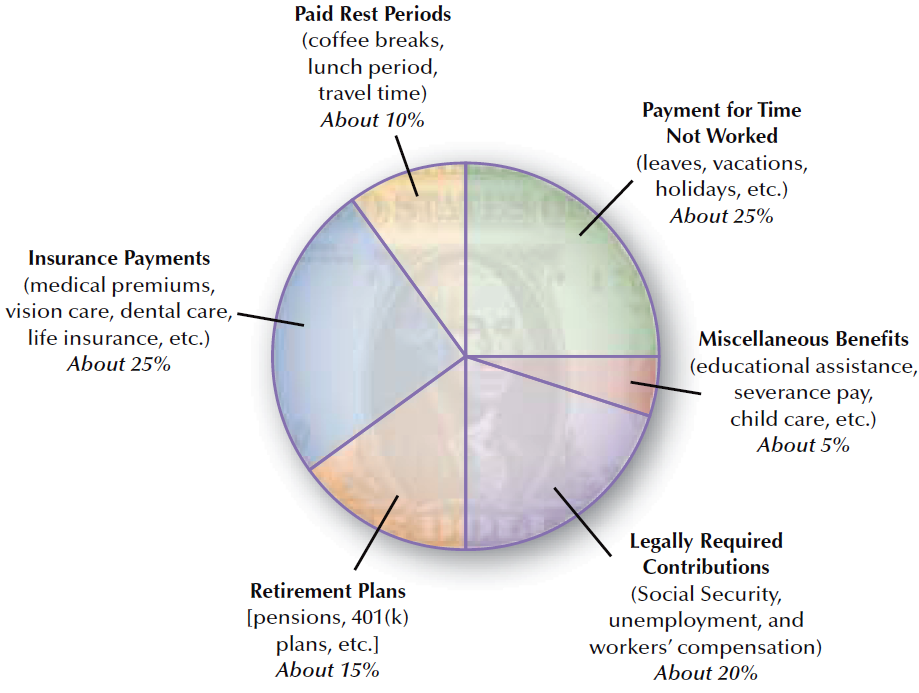 Paid Rest Periods
(coffee breaks,
lunch period,
travel time)
About 10%
Payment for Time
Not Worked
(leaves, vacations,
holidays, etc.)
About 25%
Miscellaneous Benefits
(educational assistance,
severance pay,
child care, etc.)
About 5%
Legally Required
Contributions
(Social Security,
unemployment, and
workers’ compensation)
About 20%
Retirement Plans
[pensions, 401(k)
plans, etc.]
About 15%
Insurance Payments
(medical premiums,
vision care, dental care,
life insurance, etc.)
About 25%